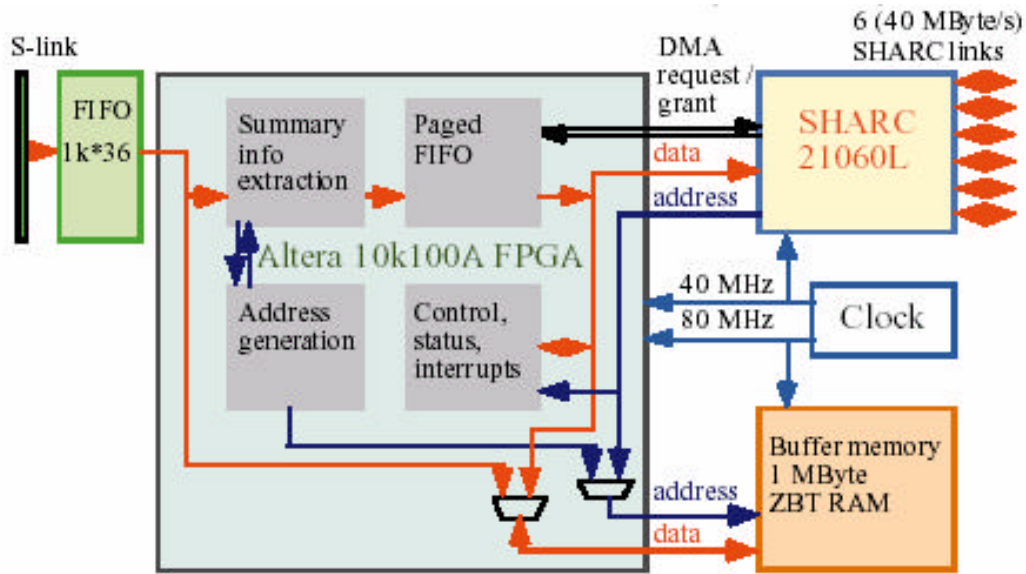 S-link
FIFO
1k*36
Summary
info
extraction
Paged
FIFO
Altera 10k100A FPGA
Address
generation
Control,
status,
interrupts
DMA
request /
grant
data
address
6 (40 MByte/s)
SHARC links
SHARC
21060L
40 MHz
80 MHz
Clock
Buffer memory
1 MByte
ZBT RAM
address
data